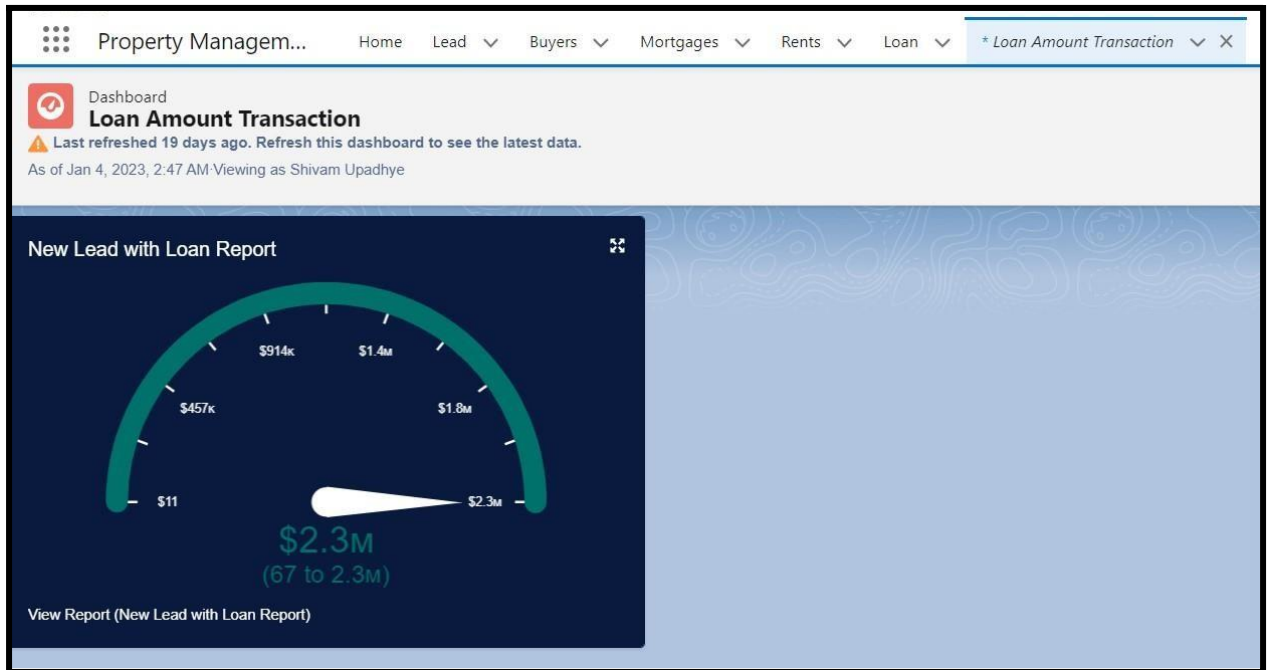 Property Managem... Home Lead Buyers Mortgages Rents Loan * Loan Amount Transaction
Dashboard
Loan Amount Transaction
Last refreshed 19 days ago. Refresh this dashboard to see the latest data.
As of Jan 4, 2023, 2:47 AM·Viewing as Shivam Upadhye
New Lead with Loan Report
$914K $1.4M
$457K $1.8M
$11 $2.3M
$2.3M
(67 to 2.3M)
View Report (New Lead with Loan Report)